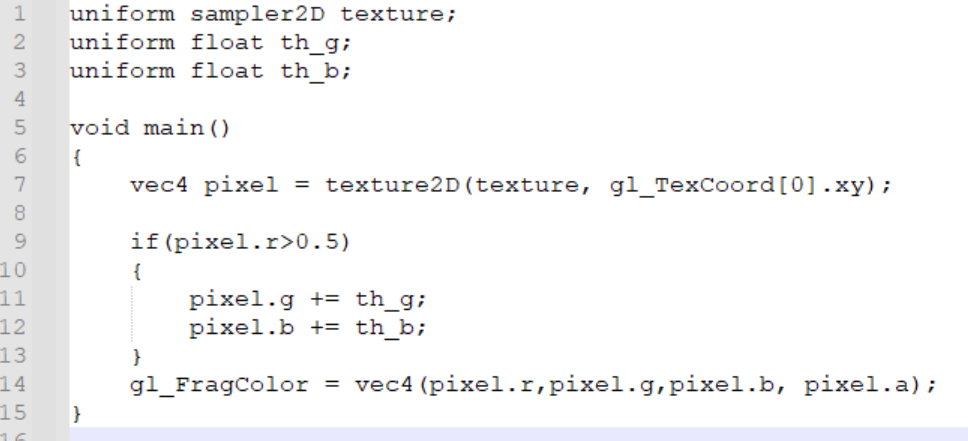 1 uniform sampler2D texture;
2 uniform float th_g;
3 uniform float th_b;
4
5 void main()
6 {
7     vec4 pixel = texture2D(texture, gl_TexCoord[0].xy);
8
9     if(pixel.r>0.5)
10     {
11         pixel.g += th_g;
12         pixel.b += th_b;
13     }
14     gl_FragColor = vec4(pixel.r,pixel.g,pixel.b, pixel.a);
15 }
16